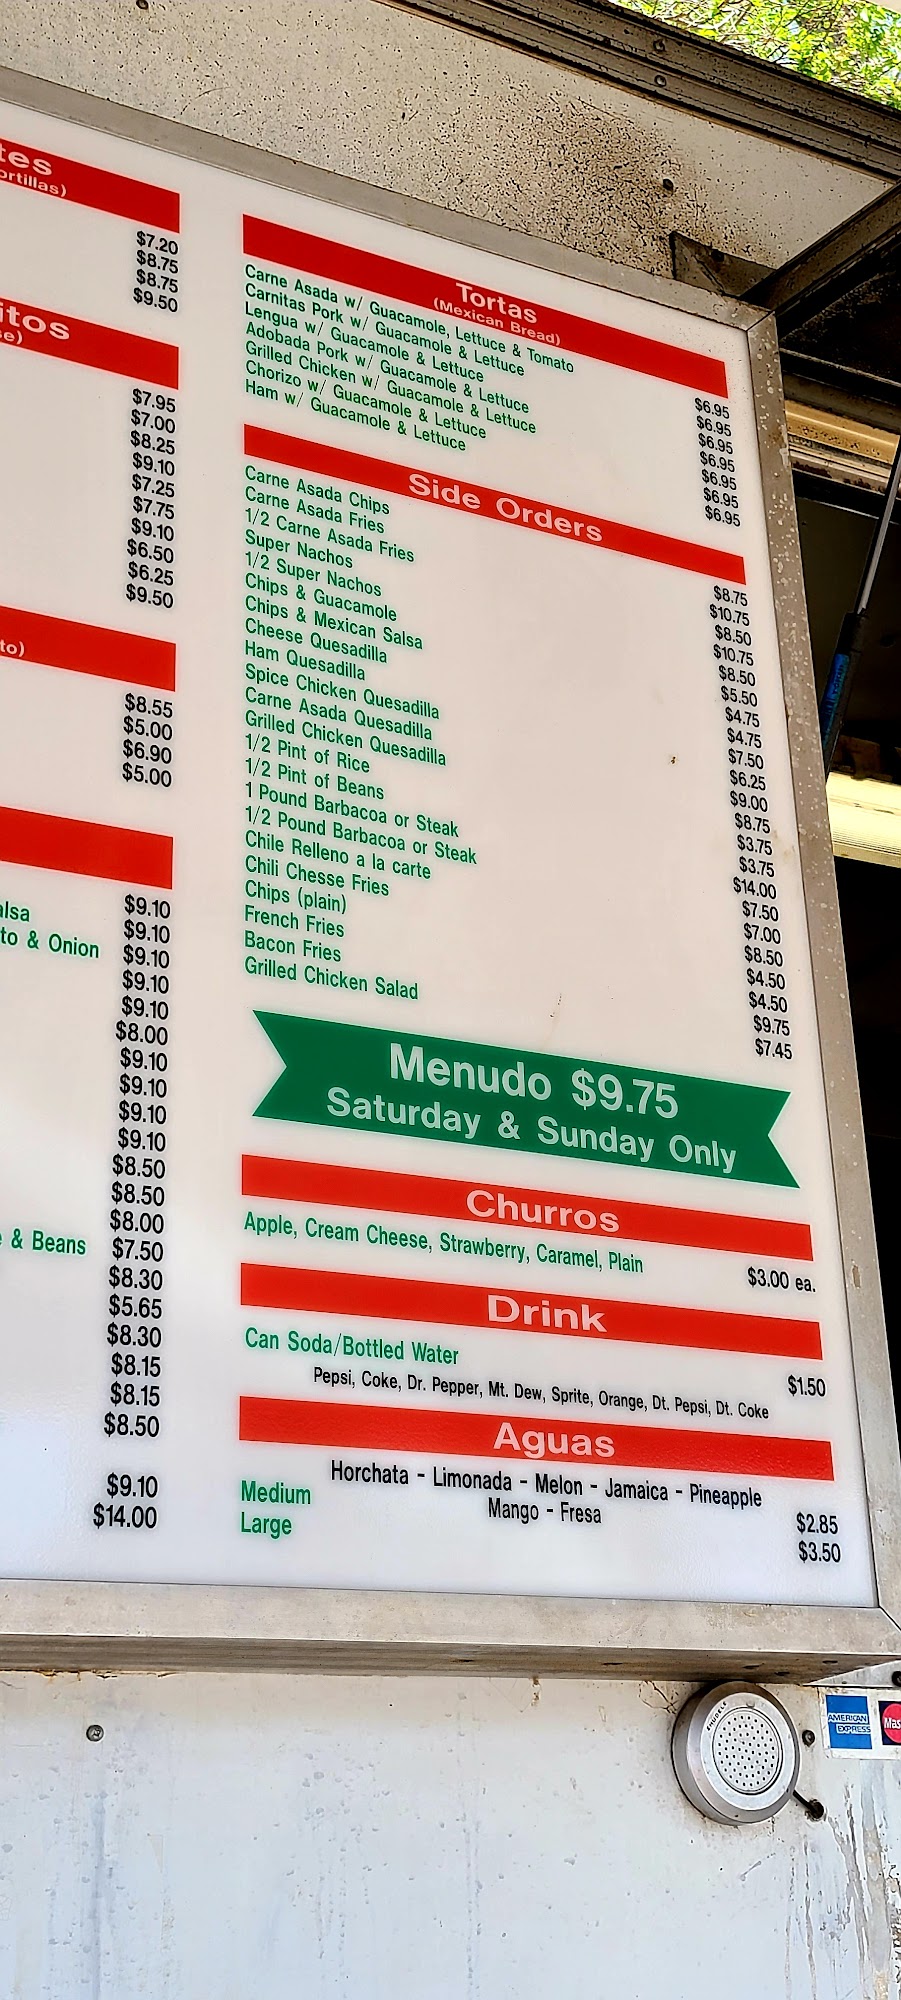 tes
ortillas)
$7.20
$8.75
$8.75
$9.50
itos
se)
$7.95
$7.00
$8.25
$9.10
$7.25
$7.75
$9.10
$6.50
$6.25
$9.50
to)
$8.55
$5.00
$6.90
$5.00
$9.10
alsa $9.10
to & Onion $9.10
$9.10
$9.10
$8.00
$9.10
$9.10
$9.10
$9.10
$8.50
$8.50
$8.00
& Beans $7.50
$8.30
$5.65
$8.30
$8.15
$8.15
$8.50
$9.10
$14.00
Tortas
(Mexican Bread)
Carne Asada w/ Guacamole, Lettuce & Tomato $6.95
Carnitas Pork w/ Guacamole & Lettuce $6.95
Lengua w/ Guacamole & Lettuce $6.95
Adobada Pork w/ Guacamole & Lettuce $6.95
Grilled Chicken w/ Guacamole & Lettuce $6.95
Chorizo w/ Guacamole & Lettuce $6.95
Ham w/ Guacamole & Lettuce $6.95
Side Orders
Carne Asada Chips $8.75
Carne Asada Fries $10.75
1/2 Carne Asada Fries $8.50
Super Nachos $10.75
1/2 Super Nachos $8.50
Chips & Guacamole $5.50
Chips & Mexican Salsa $4.75
Cheese Quesadilla $4.75
Ham Quesadilla $7.50
Spice Chicken Quesadilla $6.25
Carne Asada Quesadilla $9.00
Grilled Chicken Quesadilla $8.75
1/2 Pint of Rice $3.75
1/2 Pint of Beans $3.75
1 Pound Barbacoa or Steak $14.00
1/2 Pound Barbacoa or Steak $7.50
Chile Relleno a la carte $7.00
Chili Chesse Fries $8.50
Chips (plain) $4.50
French Fries $4.50
Bacon Fries $9.75
Grilled Chicken Salad $7.45
Menudo $9.75
Saturday & Sunday Only
Churros
Apple, Cream Cheese, Strawberry, Caramel, Plain $3.00 ea.
Drink
Can Soda/Bottled Water $1.50
Pepsi, Coke, Dr. Pepper, Mt. Dew, Sprite, Orange, Dt. Pepsi, Dt. Coke
Aguas
Horchata - Limonada - Melon - Jamaica - Pineapple
Mango - Fresa
Medium $2.85
Large $3.50
AMERICAN
EXPRESS
Mas